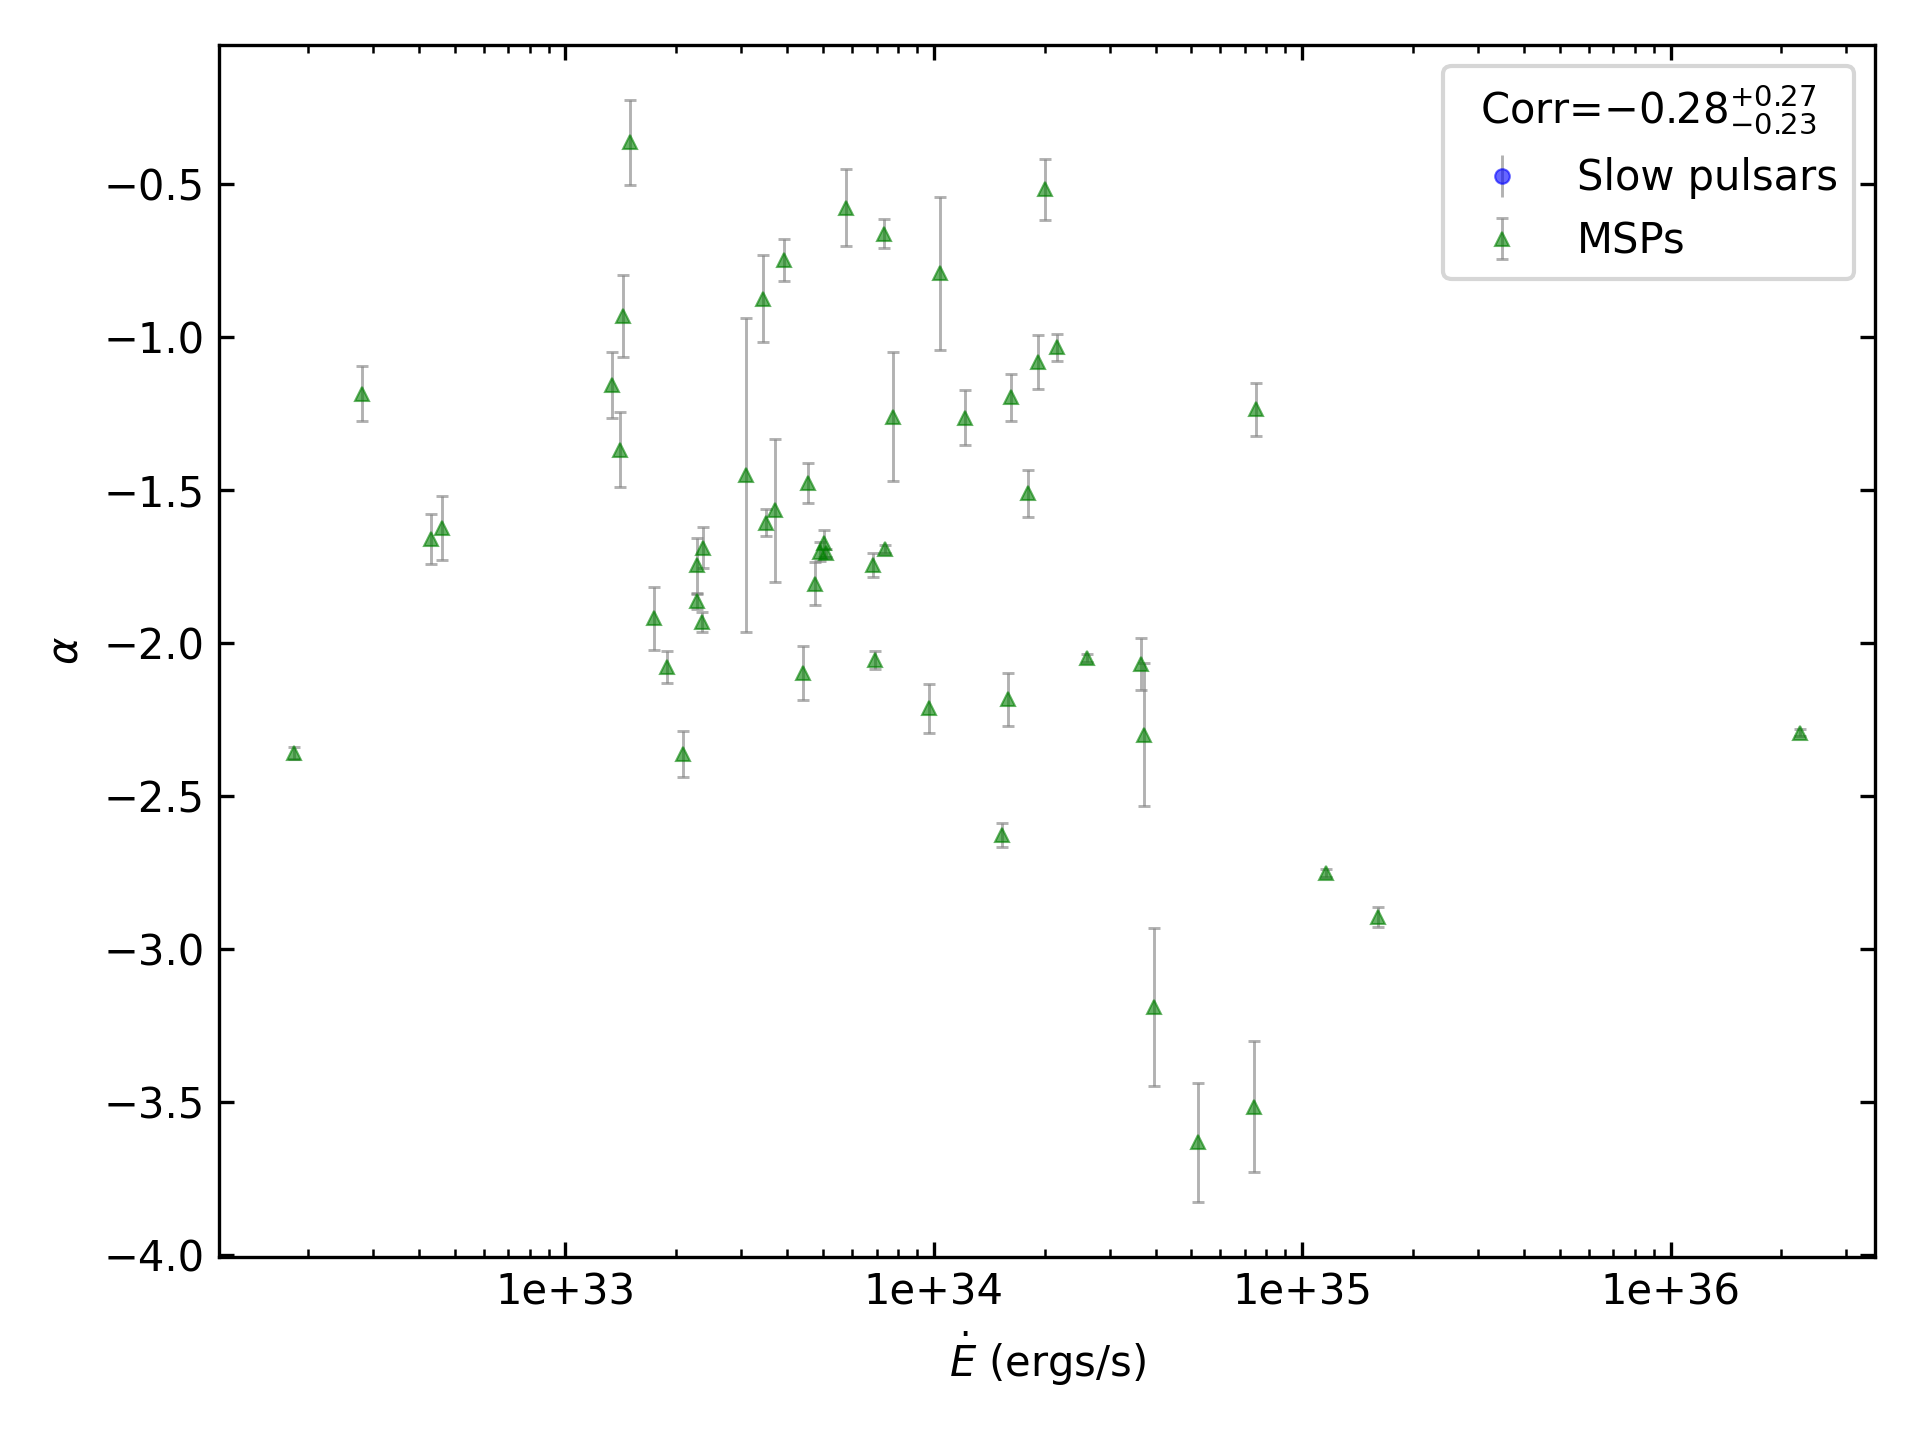 Corr=−0.28^{+0.27}_{−0.23}
Slow pulsars
MSPs
−0.5
−1.0
−1.5
−2.0
−2.5
−3.0
−3.5
−4.0
α
1e+33 1e+34 1e+35 1e+36
Ė (ergs/s)